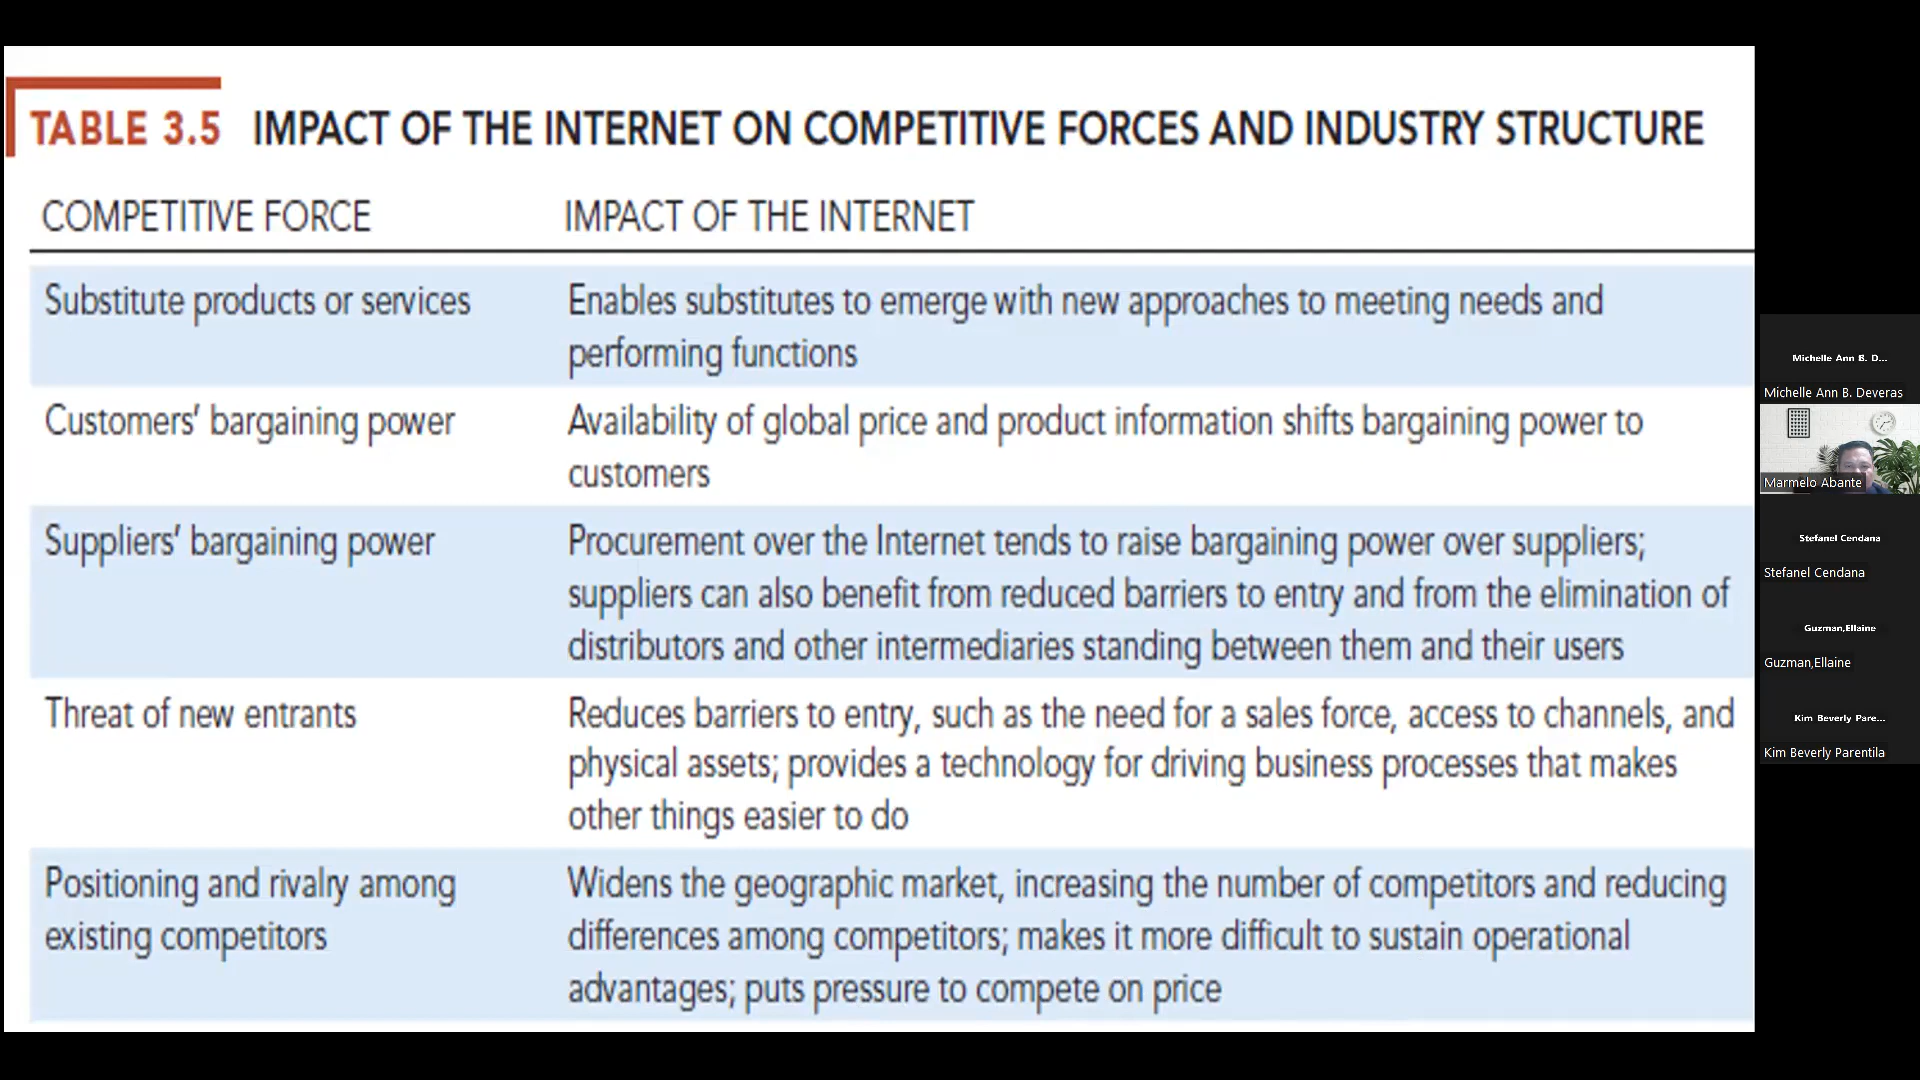 TABLE 3.5 IMPACT OF THE INTERNET ON COMPETITIVE FORCES AND INDUSTRY STRUCTURE
COMPETITIVE FORCE IMPACT OF THE INTERNET
Substitute products or services Enables substitutes to emerge with new approaches to meeting needs and
performing functions
Customers' bargaining power Availability of global price and product information shifts bargaining power to
customers
Suppliers' bargaining power Procurement over the Internet tends to raise bargaining power over suppliers;
suppliers can also benefit from reduced barriers to entry and from the elimination of
distributors and other intermediaries standing between them and their users
Threat of new entrants Reduces barriers to entry, such as the need for a sales force, access to channels, and
physical assets; provides a technology for driving business processes that makes
other things easier to do
Positioning and rivalry among Widens the geographic market, increasing the number of competitors and reducing
existing competitors differences among competitors; makes it more difficult to sustain operational
advantages; puts pressure to compete on price
Michelle Ann B. D...
Michelle Ann B. Deveras
Marmelo Abante
Stefanel Cendana
Stefanel Cendana
Guzman,Ellaine
Guzman,Ellaine
Kim Beverly Pare...
Kim Beverly Parentila